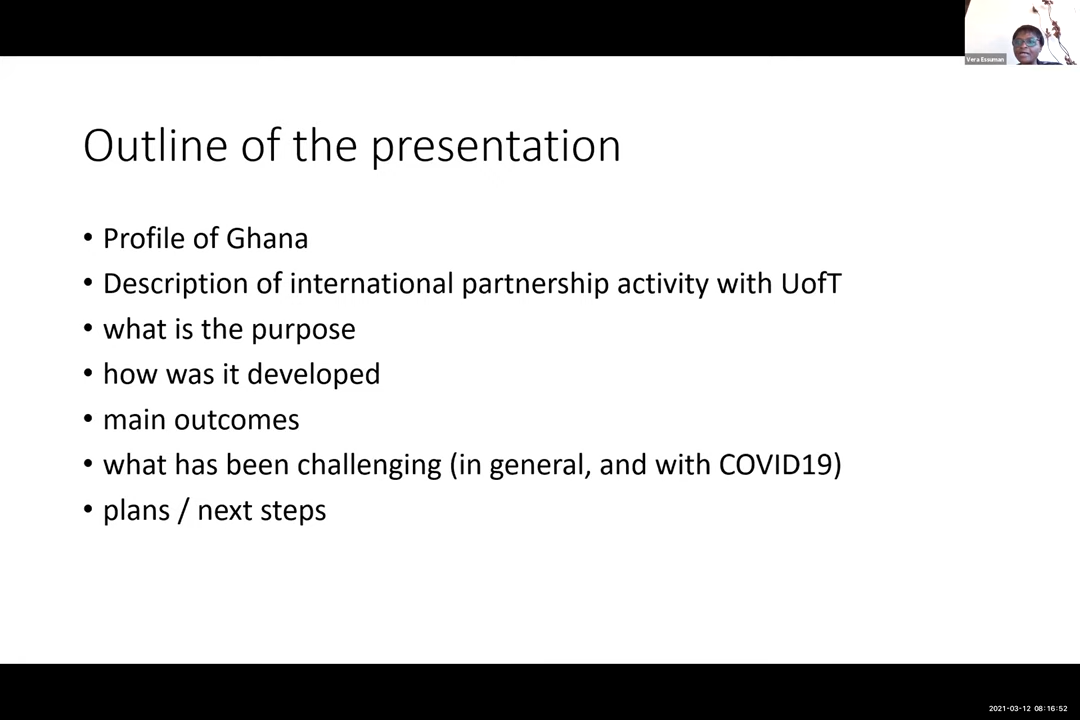 Vera Essuman
Outline of the presentation
• Profile of Ghana
• Description of international partnership activity with UofT
• what is the purpose
• how was it developed
• main outcomes
• what has been challenging (in general, and with COVID19)
• plans / next steps
2021-03-12 08:16:52